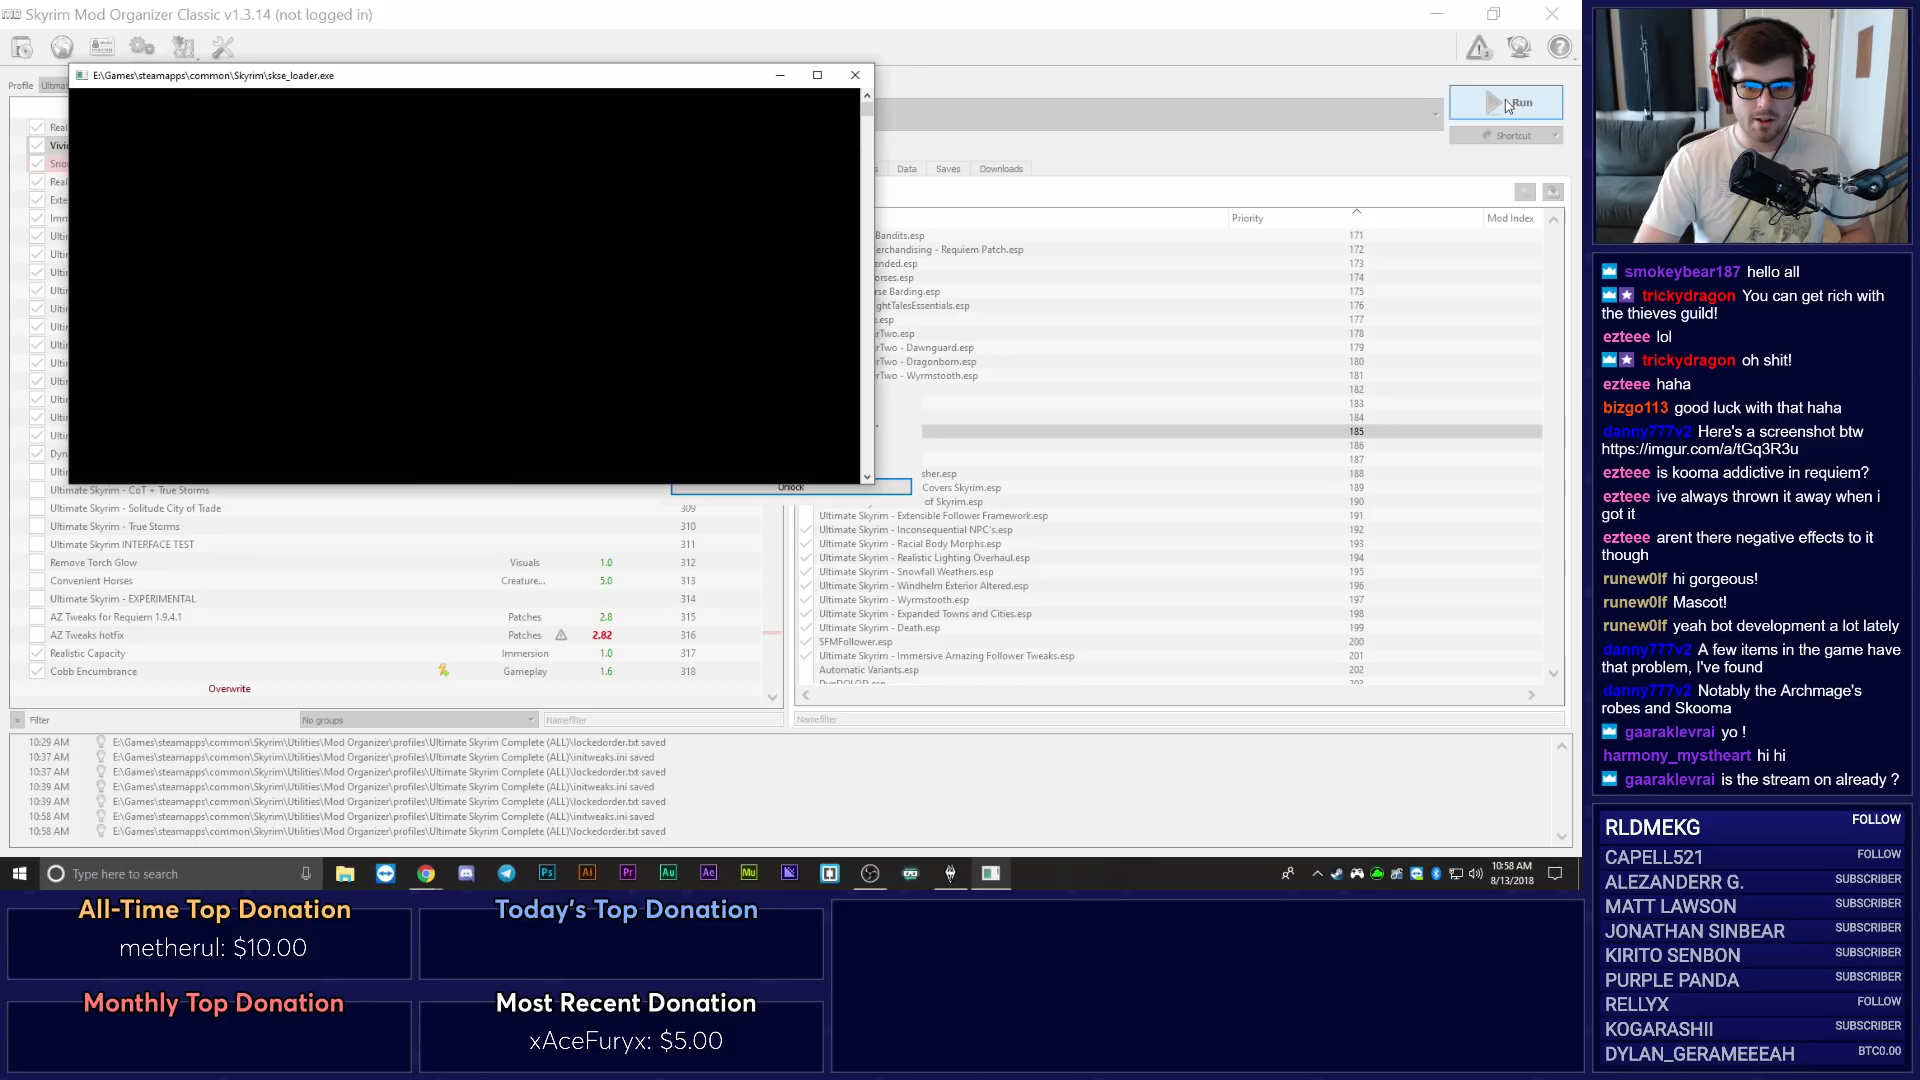 Skyrim Mod Organizer Classic v1.3.14 (not logged in)
E:\Games\steamapps\common\Skyrim\skse_loader.exe
Profile
Run
Shortcut
Data Saves Downloads
Priority Mod Index
Bandits.esp 171
erchandising - Requiem Patch.esp 172
ended.esp 173
orses.esp 174
rse Barding.esp 175
ightTalesEssentials.esp 176
e.esp 177
erTwo.esp 178
erTwo - Dawnguard.esp 179
erTwo - Dragonborn.esp 180
erTwo - Wyrmstooth.esp 181
182
183
184
185
186
187
sher.esp 188
Covers Skyrim.esp 189
of Skyrim.esp 190
Ultimate Skyrim - Extensible Follower Framework.esp 191
Ultimate Skyrim - Inconsequential NPC's.esp 192
Ultimate Skyrim - Racial Body Morphs.esp 193
Ultimate Skyrim - Realistic Lighting Overhaul.esp 194
Ultimate Skyrim - Snowfall Weathers.esp 195
Ultimate Skyrim - Windhelm Exterior Altered.esp 196
Ultimate Skyrim - Wyrmstooth.esp 197
Ultimate Skyrim - Expanded Towns and Cities.esp 198
Ultimate Skyrim - Death.esp 199
SFMFollower.esp 200
Ultimate Skyrim - Immersive Amazing Follower Tweaks.esp 201
Automatic Variants.esp 202
Unlock
Ultimate Skyrim - CoT + True Storms
Ultimate Skyrim - Solitude City of Trade 309
Ultimate Skyrim - True Storms 310
Ultimate Skyrim INTERFACE TEST 311
Remove Torch Glow Visuals 1.0 312
Convenient Horses Creature... 5.0 313
Ultimate Skyrim - EXPERIMENTAL 314
AZ Tweaks for Requiem 1.9.4.1 Patches 2.8 315
AZ Tweaks hotfix Patches 2.82 316
Realistic Capacity Immersion 1.0 317
Cobb Encumbrance Gameplay 1.6 318
Overwrite
Filter No groups Namefilter
Namefilter
10:29 AM E:\Games\steamapps\common\Skyrim\Utilities\Mod Organizer\profiles\Ultimate Skyrim Complete (ALL)\lockedorder.txt saved
10:37 AM E:\Games\steamapps\common\Skyrim\Utilities\Mod Organizer\profiles\Ultimate Skyrim Complete (ALL)\initweaks.ini saved
10:37 AM E:\Games\steamapps\common\Skyrim\Utilities\Mod Organizer\profiles\Ultimate Skyrim Complete (ALL)\lockedorder.txt saved
10:39 AM E:\Games\steamapps\common\Skyrim\Utilities\Mod Organizer\profiles\Ultimate Skyrim Complete (ALL)\initweaks.ini saved
10:39 AM E:\Games\steamapps\common\Skyrim\Utilities\Mod Organizer\profiles\Ultimate Skyrim Complete (ALL)\lockedorder.txt saved
10:58 AM E:\Games\steamapps\common\Skyrim\Utilities\Mod Organizer\profiles\Ultimate Skyrim Complete (ALL)\initweaks.ini saved
10:58 AM E:\Games\steamapps\common\Skyrim\Utilities\Mod Organizer\profiles\Ultimate Skyrim Complete (ALL)\lockedorder.txt saved
Type here to search
Ps Ai Pr Au Ae Mu
10:58 AM
8/13/2018
smokeybear187 hello all
trickydragon You can get rich with
the thieves guild!
ezteee lol
trickydragon oh shit!
ezteee haha
bizgo113 good luck with that haha
danny777v2 Here's a screenshot btw
https://imgur.com/a/tGq3R3u
ezteee is kooma addictive in requiem?
ezteee ive always thrown it away when i
got it
ezteee arent there negative effects to it
though
runew0lf hi gorgeous!
runew0lf Mascot!
runew0lf yeah bot development a lot lately
danny777v2 A few items in the game have
that problem, I've found
danny777v2 Notably the Archmage's
robes and Skooma
gaaraklevrai yo !
harmony_mystheart hi hi
gaaraklevrai is the stream on already ?
RLDMEKG FOLLOW
CAPELL521 FOLLOW
ALEZANDERR G. SUBSCRIBER
MATT LAWSON SUBSCRIBER
JONATHAN SINBEAR SUBSCRIBER
KIRITO SENBON SUBSCRIBER
PURPLE PANDA SUBSCRIBER
RELLYX FOLLOW
KOGARASHII SUBSCRIBER
DYLAN_GERAMEEEAH BTC0.00
All-Time Top Donation
metherul: $10.00
Today's Top Donation
Monthly Top Donation
Most Recent Donation
xAceFuryx: $5.00